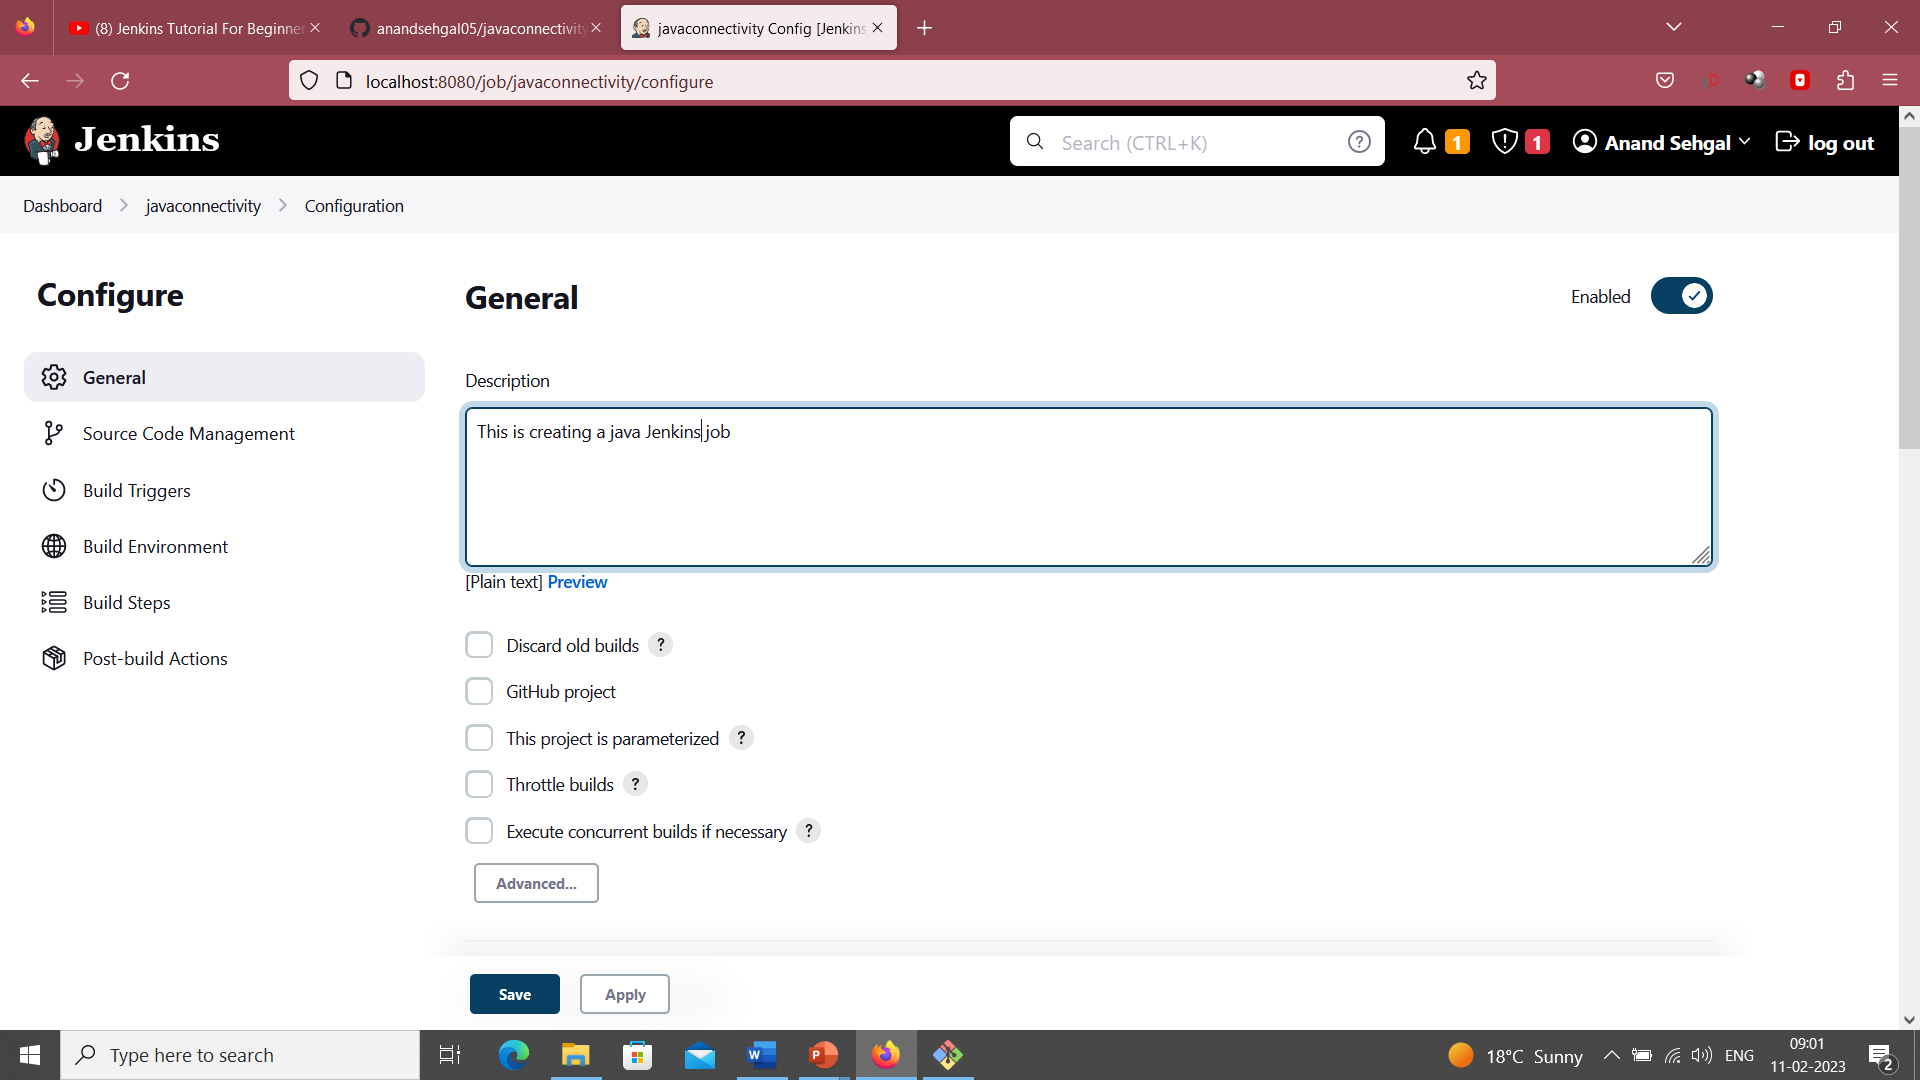 (8) Jenkins Tutorial For Beginner
anandsehgal05/javaconnectivity
javaconnectivity Config [Jenkins
localhost:8080/job/javaconnectivity/configure
Jenkins
Search (CTRL+K)
?
1
1
Anand Sehgal
log out
Dashboard
javaconnectivity
Configuration
Configure
General
Enabled
General
Source Code Management
Build Triggers
Build Environment
Build Steps
Post-build Actions
Description
This is creating a java Jenkins job
[Plain text] Preview
Discard old builds ?
GitHub project
This project is parameterized ?
Throttle builds ?
Execute concurrent builds if necessary ?
Advanced...
Save
Apply
Type here to search
18°C Sunny
ENG
09:01
11-02-2023
2